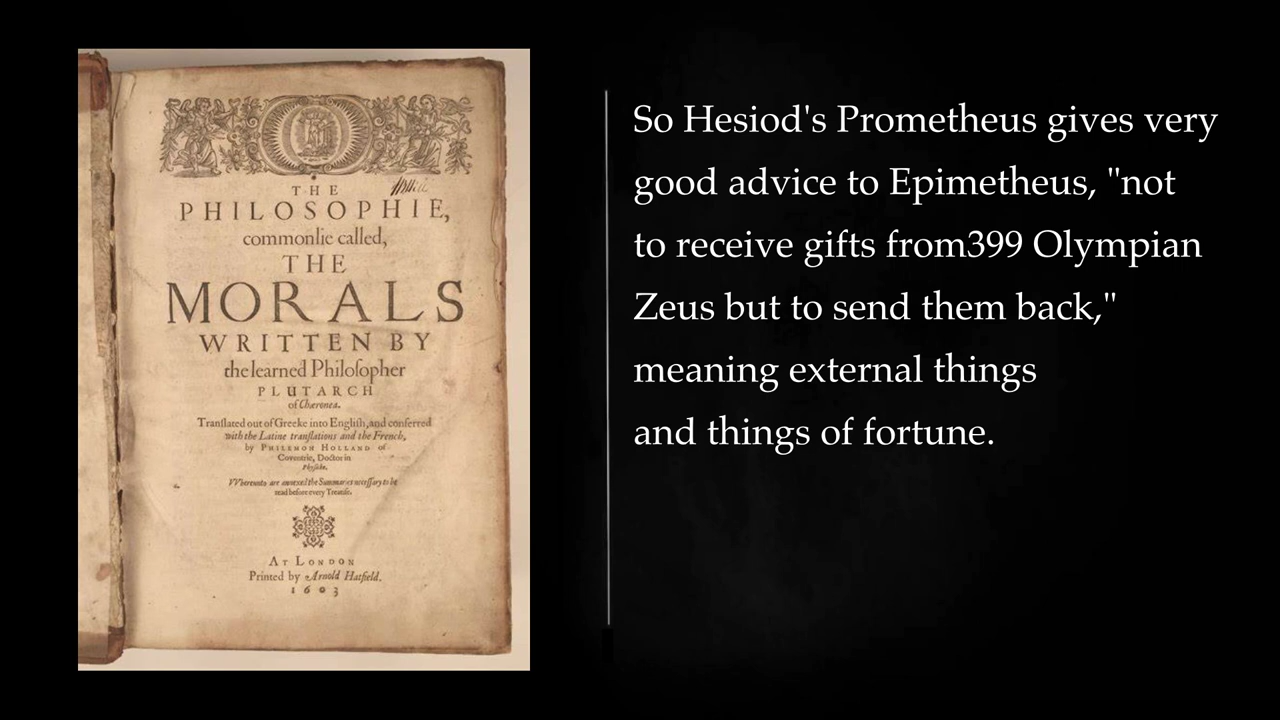 THE
PHILOSOPHIE,
commonlie called,
THE
MORALS
WRITTEN BY
the learned Philoſopher
PLUTARCH
of Chæronea.
Tranſlated out of Greeke into Engliſh, and conferred
with the Latine tranſlations and the French,
by PHILEMON HOLLAND of
Coventrie, Doctor in
Phyſicke.
VVhereunto are annexed the Summaries neceſſary to be
read before every Treatiſe.
AT LONDON
Printed by Arnold Hatfield.
1603
So Hesiod's Prometheus gives very
good advice to Epimetheus, "not
to receive gifts from399 Olympian
Zeus but to send them back,"
meaning external things
and things of fortune.